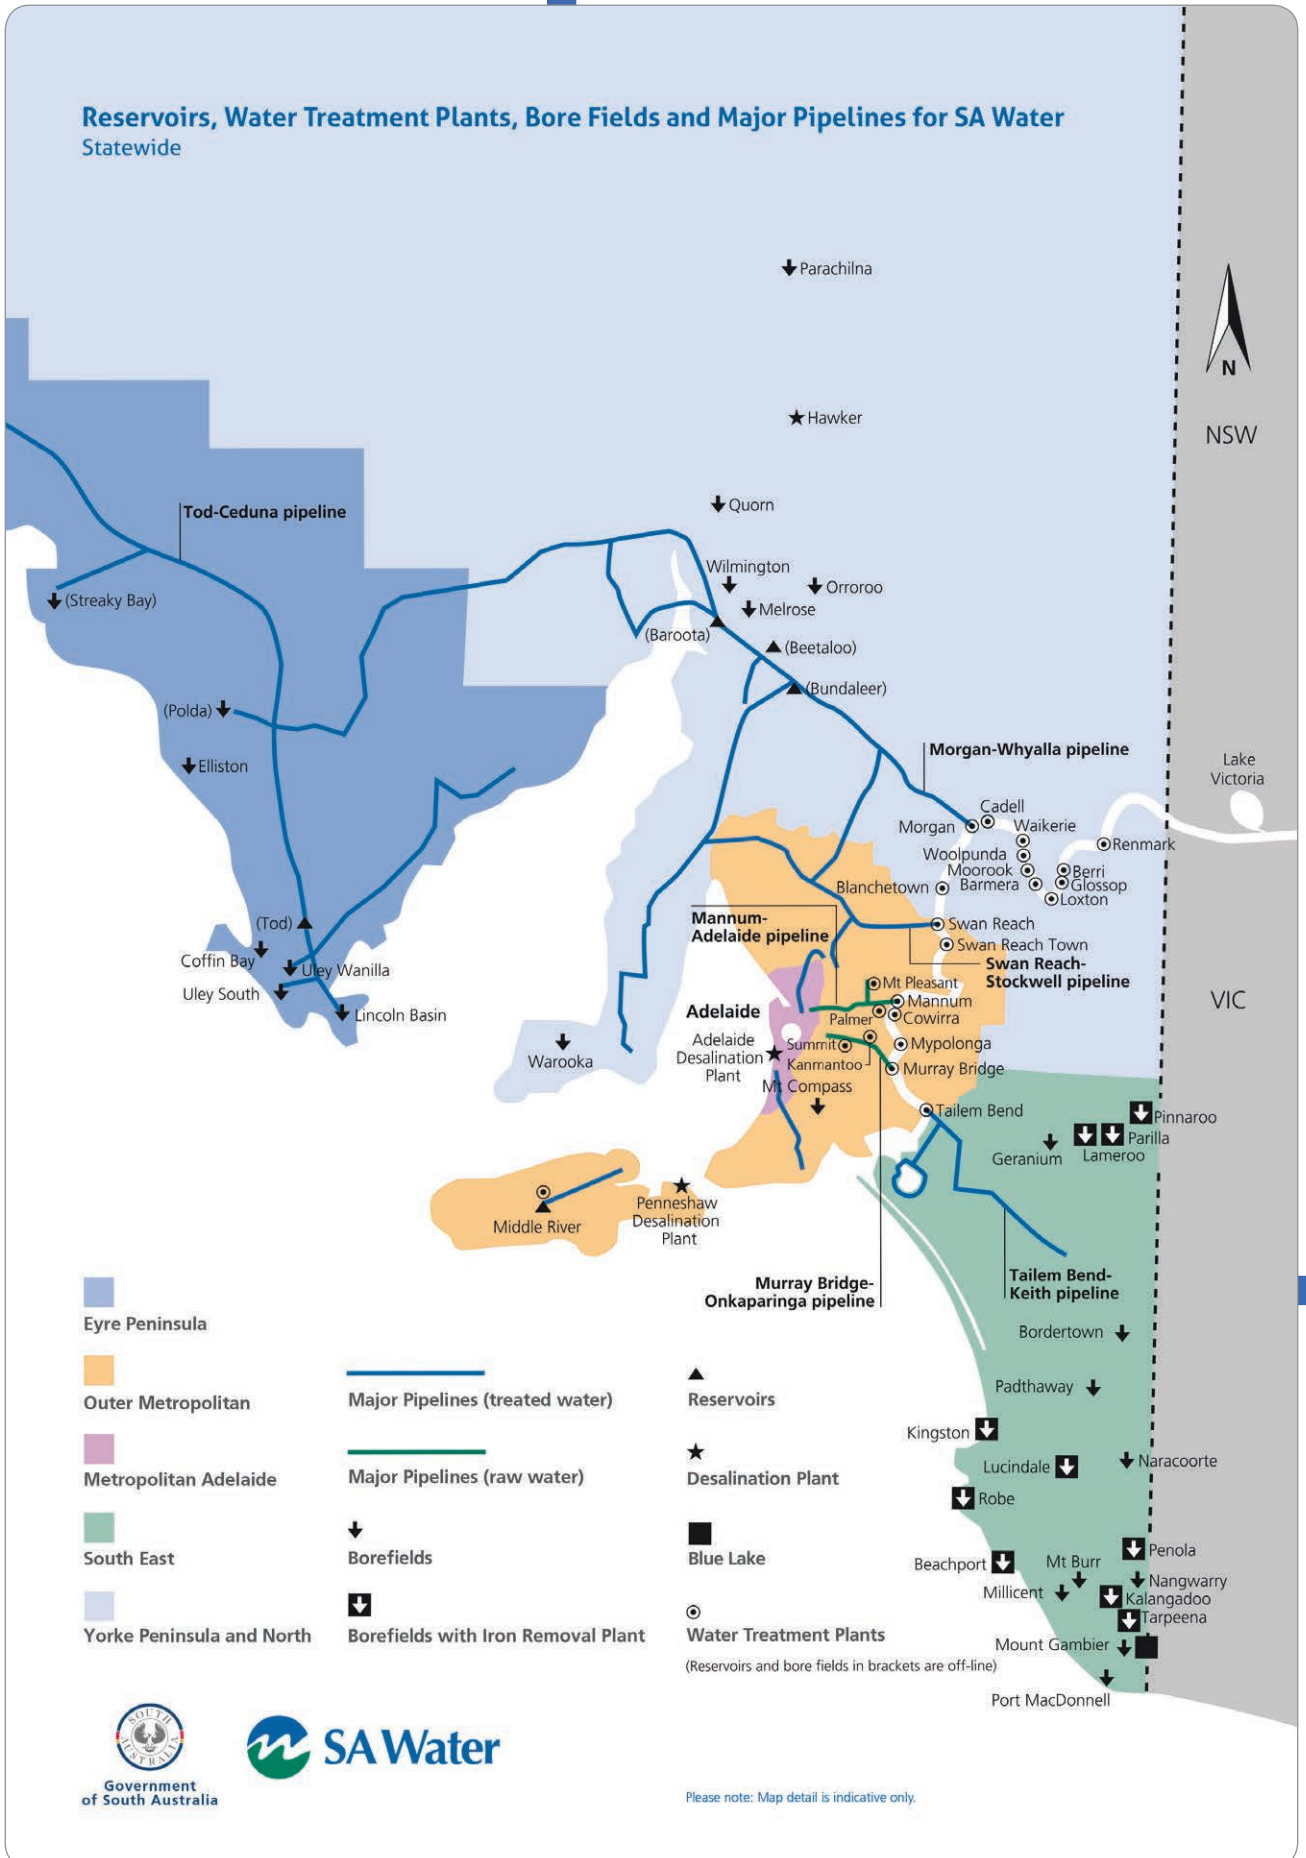 Reservoirs, Water Treatment Plants, Bore Fields and Major Pipelines for SA Water
Statewide
Parachilna
N
Hawker
NSW
Quorn
Tod-Ceduna pipeline
Wilmington
Orroroo
(Streaky Bay)
Melrose
(Baroota)
(Beetaloo)
(Bundaleer)
(Polda)
Elliston
Morgan-Whyalla pipeline
Lake
Victoria
Cadell
Morgan
Waikerie
Renmark
Woolpunda
Moorook
Berri
Barmera
Glossop
Blanchetown
Loxton
Mannum-
Adelaide pipeline
(Tod)
Swan Reach
Swan Reach Town
Coffin Bay
Uley Wanilla
Swan Reach-
Stockwell pipeline
Mt Pleasant
Uley South
VIC
Mannum
Lincoln Basin
Adelaide
Palmer
Cowirra
Adelaide
Desalination
Plant
Summit
Mypolonga
Warooka
Kanmantoo
Murray Bridge
Mt Compass
Tailem Bend
Pinnaroo
Parilla
Geranium
Lameroo
Penneshaw
Desalination
Plant
Middle River
Murray Bridge-
Onkaparinga pipeline
Tailem Bend-
Keith pipeline
Bordertown
Padthaway
Kingston
Lucindale
Naracoorte
Robe
Penola
Beachport
Mt Burr
Nangwarry
Millicent
Kalangadoo
Tarpeena
Mount Gambier
Port MacDonnell
Eyre Peninsula
Outer Metropolitan
Metropolitan Adelaide
South East
Yorke Peninsula and North
Major Pipelines (treated water)
Major Pipelines (raw water)
Borefields
Borefields with Iron Removal Plant
Reservoirs
Desalination Plant
Blue Lake
Water Treatment Plants
(Reservoirs and bore fields in brackets are off-line)
SOUTH
AUSTRALIA
Government
of South Australia
SA Water
Please note: Map detail is indicative only.